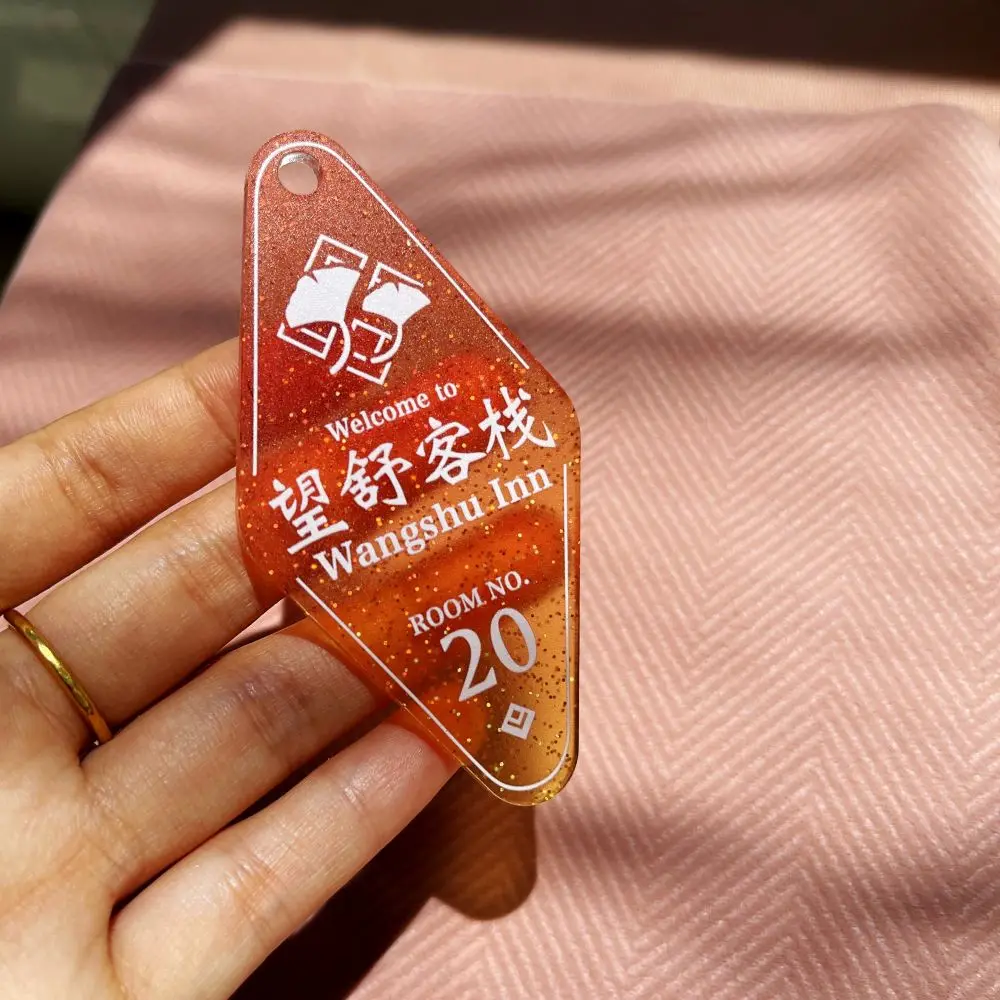 Welcome to
望舒客栈
Wangshu Inn
ROOM NO.
20